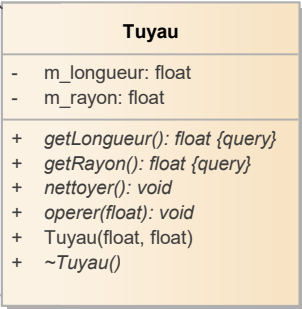 Tuyau
- m_longueur: float
- m_rayon: float
+ getLongueur(): float {query}
+ getRayon(): float {query}
+ nettoyer(): void
+ operer(float): void
+ Tuyau(float, float)
+ ~Tuyau()